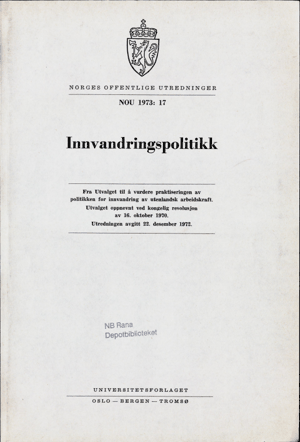 NORGES OFFENTLIGE UTREDNINGER
NOU 1973: 17
Innvandringspolitikk
Fra Utvalget til å vurdere praktiseringen av
politikken for innvandring av utenlandsk arbeidskraft.
Utvalget oppnevnt ved kongelig resolusjon
av 16. oktober 1970.
Utredningen avgitt 22. desember 1972.
NB Rana
Depotbiblioteket
UNIVERSITETSFORLAGET
OSLO — BERGEN — TROMSØ